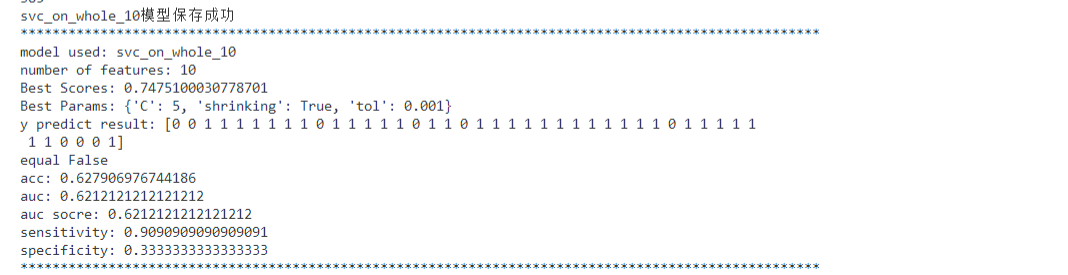 svc_on_whole_10模型保存成功
****************************************************************************************************
model used: svc_on_whole_10
number of features: 10
Best Scores: 0.7475100030778701
Best Params: {'C': 5, 'shrinking': True, 'tol': 0.001}
y predict result: [0 0 1 1 1 1 1 1 1 0 1 1 1 1 1 0 1 1 0 1 1 1 1 1 1 1 1 1 1 1 1 0 1 1 1 1 1
1 1 0 0 0 1]
equal False
acc: 0.627906976744186
auc: 0.6212121212121212
auc socre: 0.6212121212121212
sensitivity: 0.9090909090909091
specificity: 0.3333333333333333
****************************************************************************************************